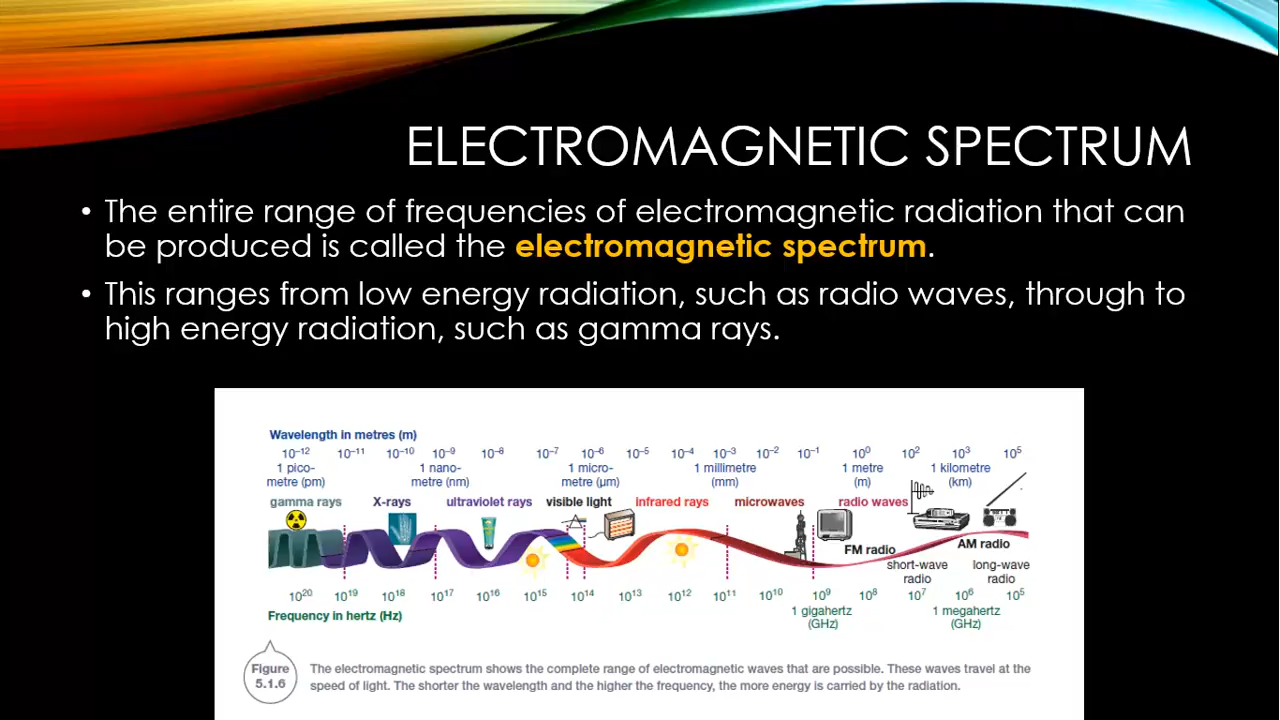 ELECTROMAGNETIC SPECTRUM
• The entire range of frequencies of electromagnetic radiation that can
be produced is called the electromagnetic spectrum.
• This ranges from low energy radiation, such as radio waves, through to
high energy radiation, such as gamma rays.
Wavelength in metres (m)
10⁻¹² 10⁻¹¹ 10⁻¹⁰ 10⁻⁹ 10⁻⁸ 10⁻⁷ 10⁻⁶ 10⁻⁵ 10⁻⁴ 10⁻³ 10⁻² 10⁻¹ 10⁰ 10² 10³ 10⁵
1 pico- 1 nano- 1 micro- 1 millimetre 1 metre 1 kilometre
metre (pm) metre (nm) metre (µm) (mm) (m) (km)
gamma rays X-rays ultraviolet rays visible light infrared rays microwaves radio waves
FM radio AM radio
short-wave long-wave
radio radio
10²⁰ 10¹⁹ 10¹⁸ 10¹⁷ 10¹⁶ 10¹⁵ 10¹⁴ 10¹³ 10¹² 10¹¹ 10¹⁰ 10⁹ 10⁸ 10⁷ 10⁶ 10⁵
Frequency in hertz (Hz) 1 gigahertz 1 megahertz
(GHz) (GHz)
Figure
5.1.6
The electromagnetic spectrum shows the complete range of electromagnetic waves that are possible. These waves travel at the
speed of light. The shorter the wavelength and the higher the frequency, the more energy is carried by the radiation.